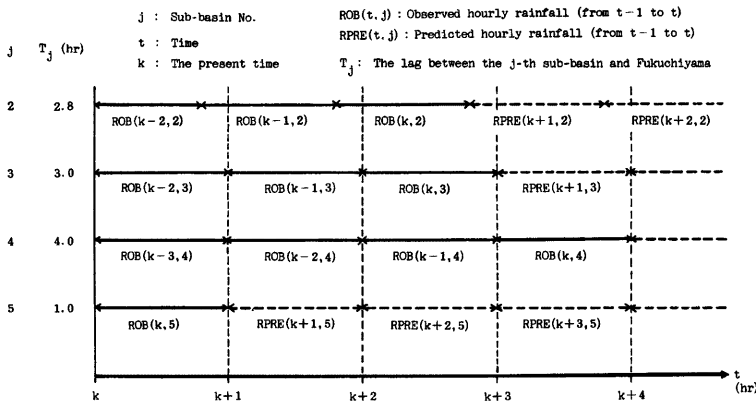 j : Sub-basin No.
ROB(t,j) : Observed hourly rainfall (from t−1 to t)
t : Time
RPRE(t,j) : Predicted hourly rainfall (from t−1 to t)
k : The present time
T_j : The lag between the j-th sub-basin and Fukuchiyama
j T_j (hr)
2 2.8
ROB(k−2,2) ROB(k−1,2) ROB(k,2) RPRE(k+1,2) RPRE(k+2,2)
3 3.0
ROB(k−2,3) ROB(k−1,3) ROB(k,3) RPRE(k+1,3)
4 4.0
ROB(k−3,4) ROB(k−2,4) ROB(k−1,4) ROB(k,4)
5 1.0
ROB(k,5) RPRE(k+1,5) RPRE(k+2,5) RPRE(k+3,5)
k k+1 k+2 k+3 k+4
t
(hr)